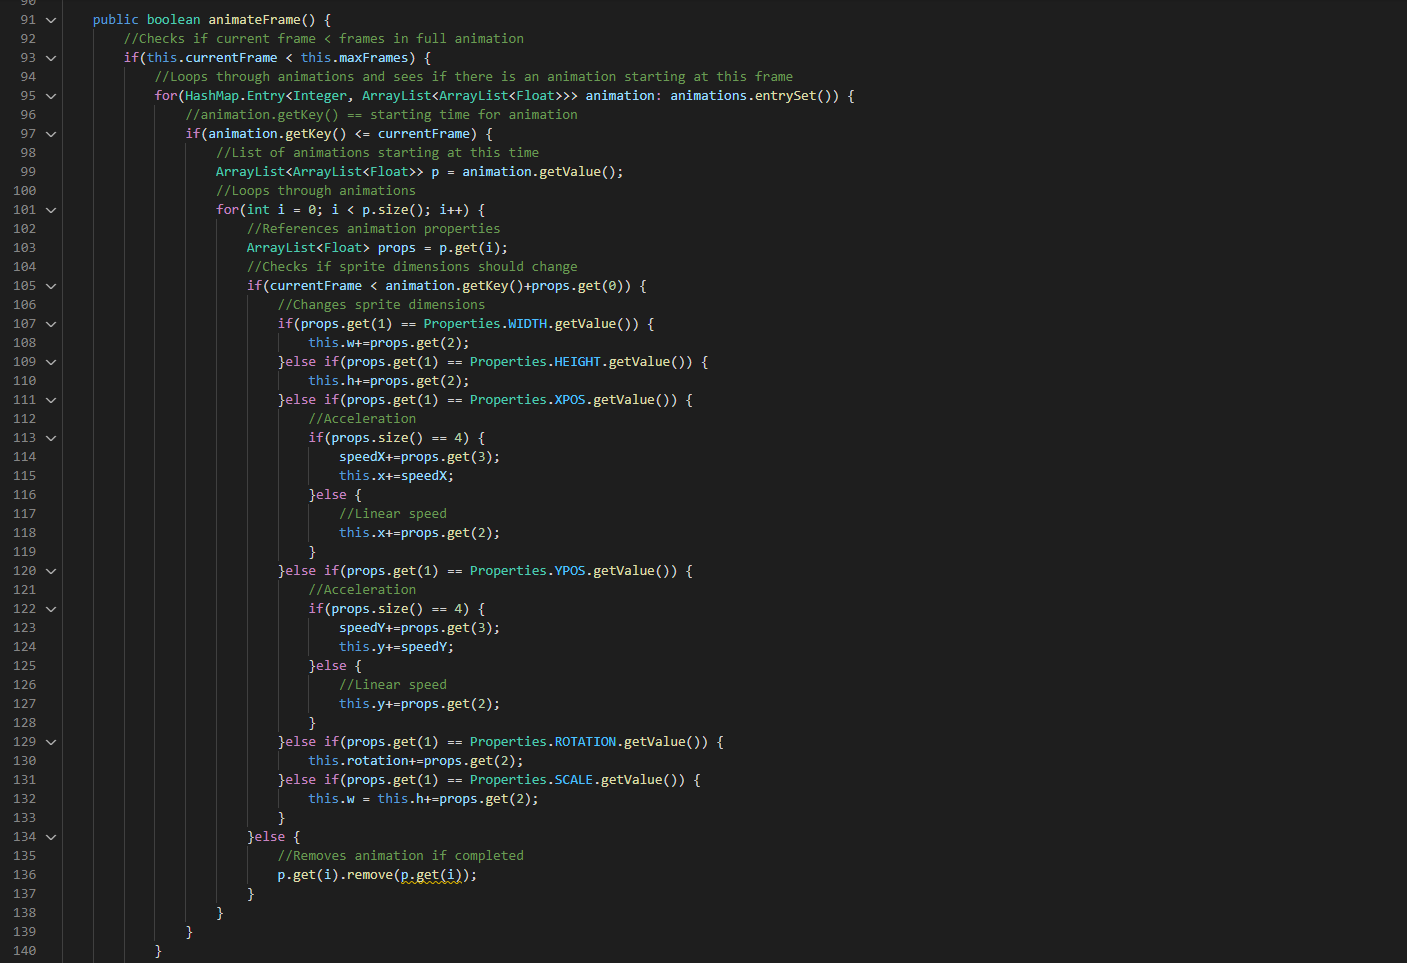 91 public boolean animateFrame() {
92 //Checks if current frame < frames in full animation
93 if(this.currentFrame < this.maxFrames) {
94 //Loops through animations and sees if there is an animation starting at this frame
95 for(HashMap.Entry<Integer, ArrayList<ArrayList<Float>>> animation: animations.entrySet()) {
96 //animation.getKey() == starting time for animation
97 if(animation.getKey() <= currentFrame) {
98 //List of animations starting at this time
99 ArrayList<ArrayList<Float>> p = animation.getValue();
100 //Loops through animations
101 for(int i = 0; i < p.size(); i++) {
102 //References animation properties
103 ArrayList<Float> props = p.get(i);
104 //Checks if sprite dimensions should change
105 if(currentFrame < animation.getKey()+props.get(0)) {
106 //Changes sprite dimensions
107 if(props.get(1) == Properties.WIDTH.getValue()) {
108 this.w+=props.get(2);
109 }else if(props.get(1) == Properties.HEIGHT.getValue()) {
110 this.h+=props.get(2);
111 }else if(props.get(1) == Properties.XPOS.getValue()) {
112 //Acceleration
113 if(props.size() == 4) {
114 speedX+=props.get(3);
115 this.x+=speedX;
116 }else {
117 //Linear speed
118 this.x+=props.get(2);
119 }
120 }else if(props.get(1) == Properties.YPOS.getValue()) {
121 //Acceleration
122 if(props.size() == 4) {
123 speedY+=props.get(3);
124 this.y+=speedY;
125 }else {
126 //Linear speed
127 this.y+=props.get(2);
128 }
129 }else if(props.get(1) == Properties.ROTATION.getValue()) {
130 this.rotation+=props.get(2);
131 }else if(props.get(1) == Properties.SCALE.getValue()) {
132 this.w = this.h+=props.get(2);
133 }
134 }else {
135 //Removes animation if completed
136 p.get(i).remove(p.get(i));
137 }
138 }
139 }
140 }